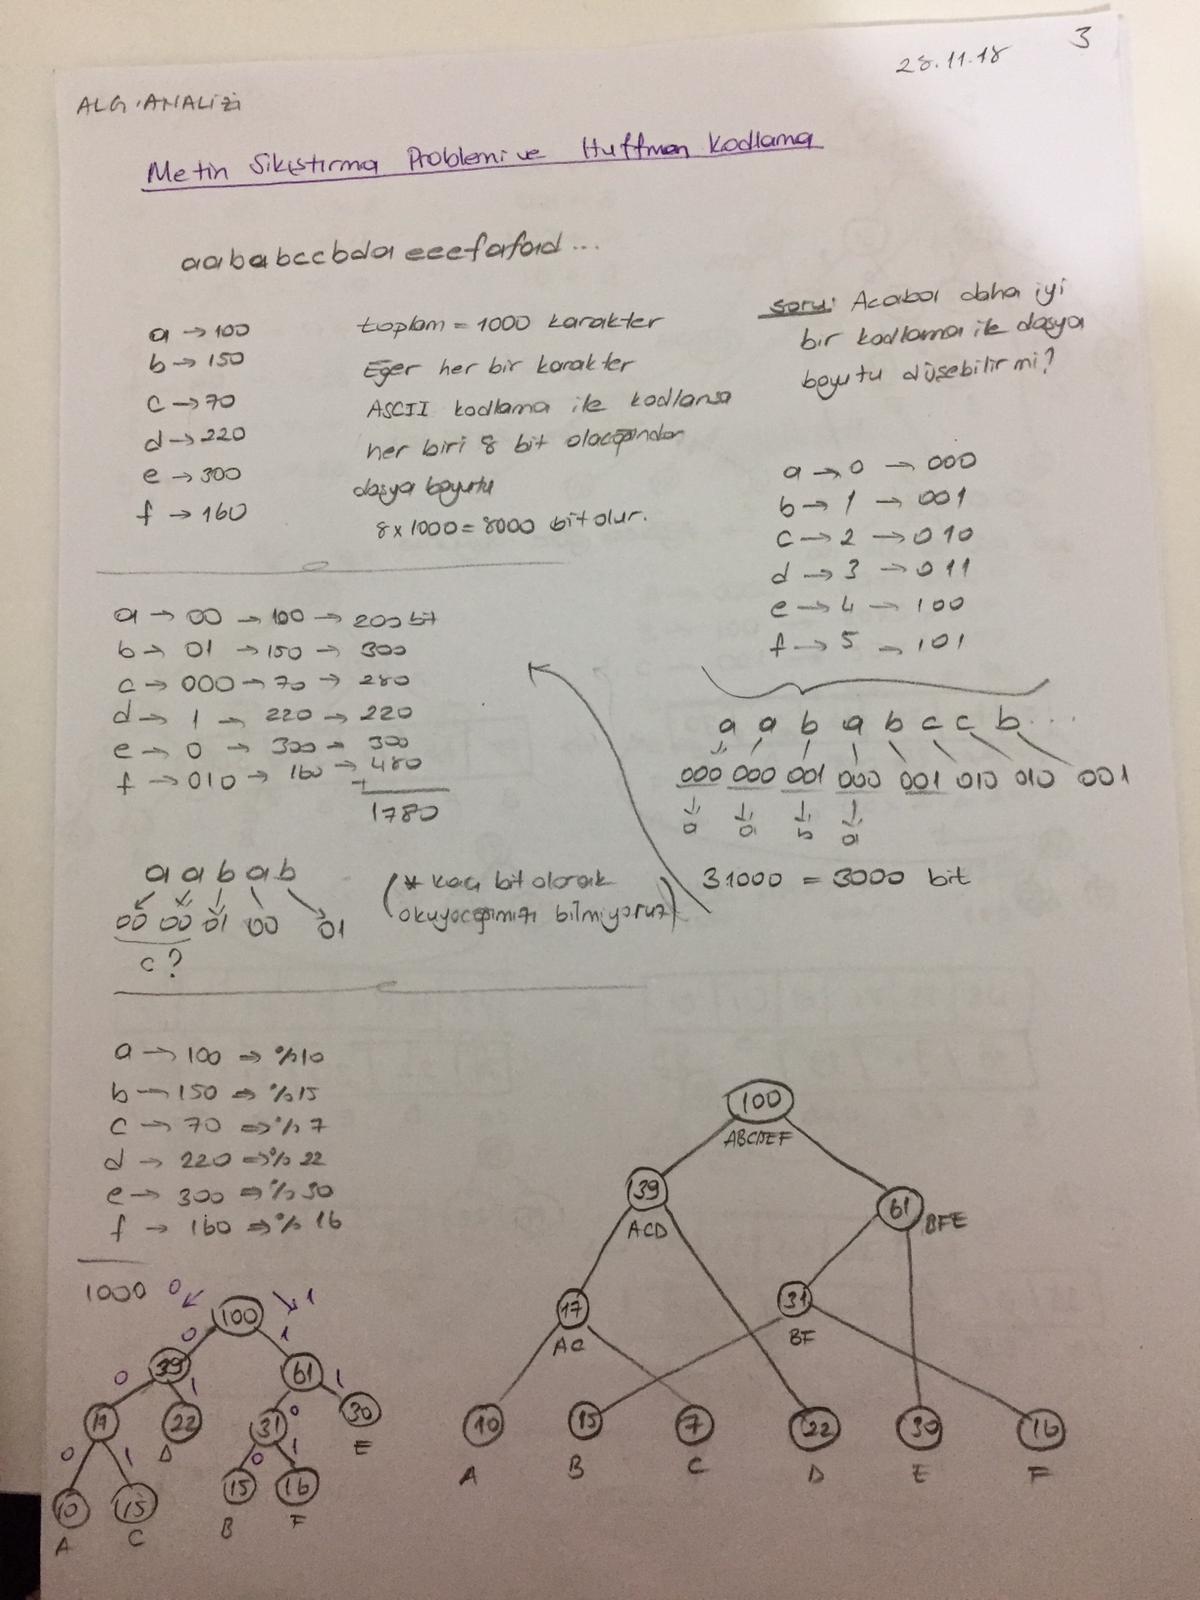 3
28.11.18
ALG. ANALİZİ
Metin Sıkıştırma Problemi ve Huffman Kodlama
aababccbdaeeefafad...
a → 100
b → 150
c → 70
d → 220
e → 300
f → 160
toplam = 1000 karakter
Eğer her bir karakter
ASCII kodlama ile kodlansa
her biri 8 bit olacağından
dosya boyutu
8 x 1000 = 8000 bit olur.
soru: Acaba daha iyi
bir kodlama ile dosya
boyutu düşebilir mi?
a → 0 → 000
b → 1 → 001
c → 2 → 010
d → 3 → 011
e → 4 → 100
f → 5 → 101
a a b a b c c b ...
000 000 001 000 001 010 010 001
a a b a
31000 = 3000 bit
a → 00 → 100 → 200 bit
b → 01 → 150 → 300
c → 000 → 70 → 280
d → 1 → 220 → 220
e → 0 → 300 → 300
f → 010 → 160 → 480
+
1780
a a b a b
00 00 01 00 01
c ?
(* kaç bit olarak
okuyacağımızı bilmiyoruz)
a → 100 ⇒ %10
b → 150 ⇒ %15
c → 70 ⇒ %7
d → 220 ⇒ %22
e → 300 ⇒ %30
f → 160 ⇒ %16
1000
0 1
100
0 1
39 61
0 1 0 1
22 31 30
D E
0 1 0 1
10 15 15 16
A C B F
100
ABCDEF
139 61
ACD BFE
17 31
AC BF
10 15 7 22 30 16
A B C D E F